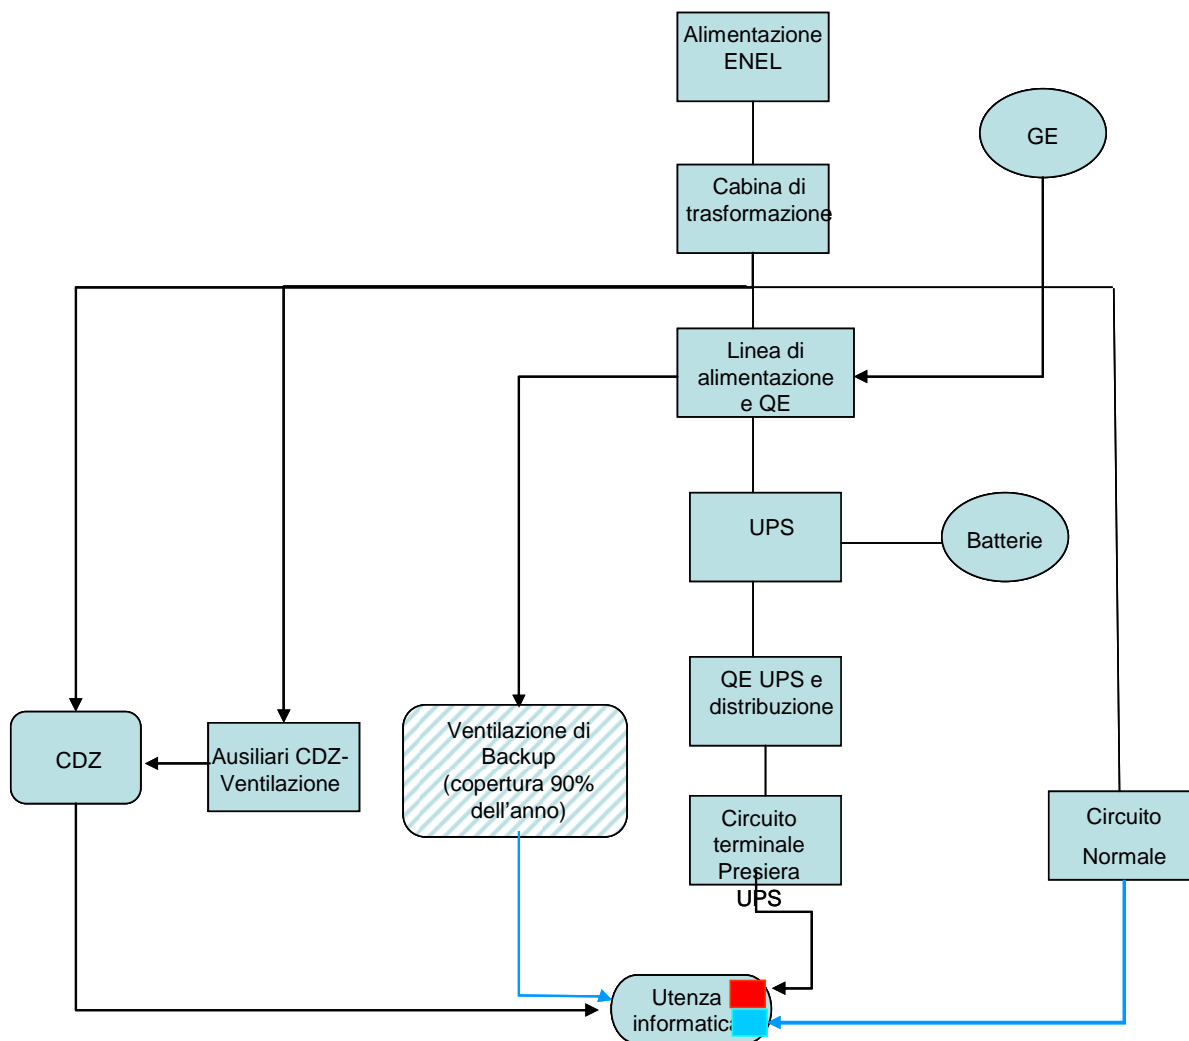 Alimentazione
ENEL
GE
Cabina di
trasformazione
Linea di
alimentazione
e QE
UPS
Batterie
QE UPS e
distribuzione
Ventilazione di
Backup
(copertura 90%
dell'anno)
CDZ
Ausiliari CDZ-
Ventilazione
Circuito
terminale
Presiera
UPS
Circuito
Normale
Utenza
informatica